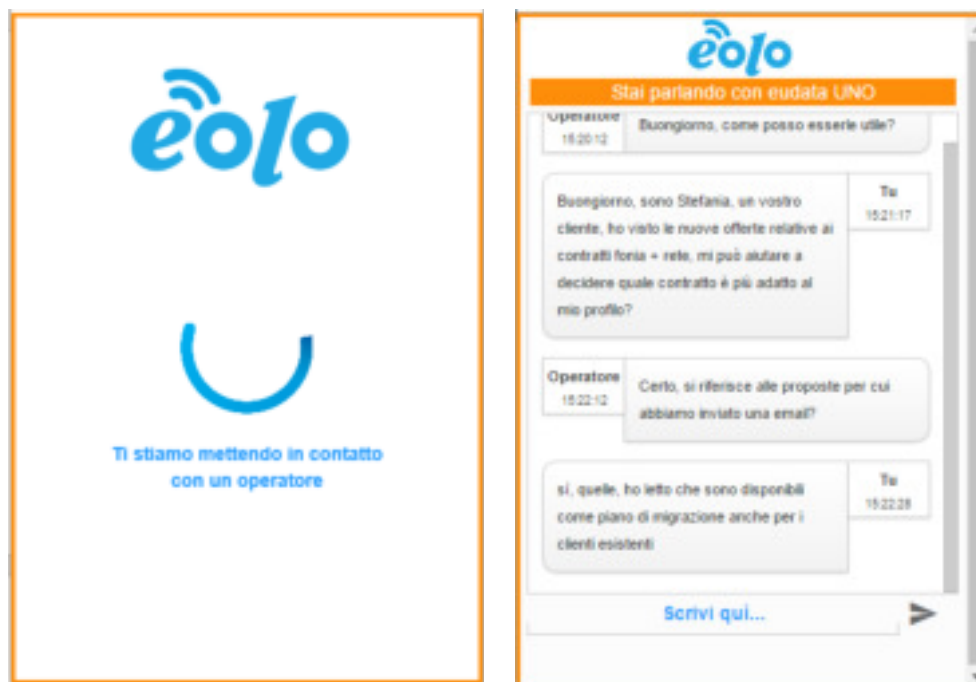 eolo
Ti stiamo mettendo in contatto
con un operatore
eolo
Stai parlando con eudata UNO
Operatore
15:20:12
Buongiorno, come posso esserle utile?
Buongiorno, sono Stefania, un vostro
cliente, ho visto le nuove offerte relative ai
contratti fonia + rete, mi può aiutare a
decidere quale contratto è più adatto al
mio profilo?
Tu
15:21:17
Operatore
15:22:12
Certo, si riferisce alle proposte per cui
abbiamo inviato una email?
sí, quelle, ho letto che sono disponibili
come piano di migrazione anche per i
clienti esistenti
Tu
15:22:28
Scrivi qui...